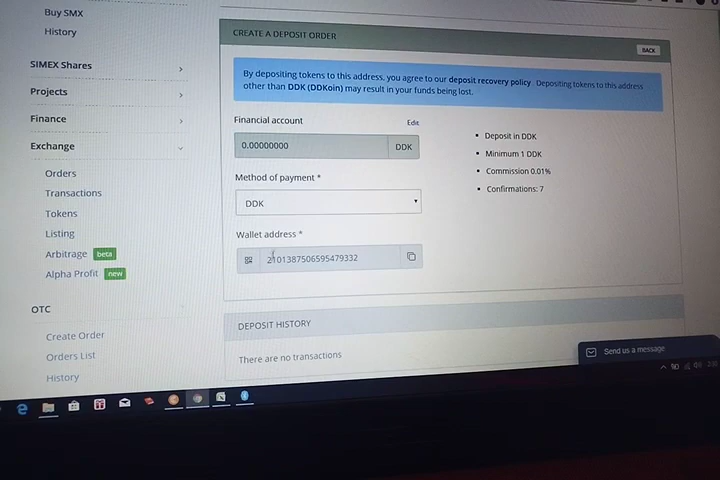 Buy SMX
History
SIMEX Shares
Projects
Finance
Exchange
Orders
Transactions
Tokens
Listing
Arbitrage beta
Alpha Profit new
OTC
Create Order
Orders List
History
CREATE A DEPOSIT ORDER
BACK
By depositing tokens to this address, you agree to our deposit recovery policy. Depositing tokens to this address
other than DDK (DDKoin) may result in your funds being lost.
Financial account Edit
0.00000000 DDK
Method of payment *
DDK
Wallet address *
2101387506595479332
• Deposit in DDK
• Minimum 1 DDK
• Commission 0.01%
• Confirmations: 7
DEPOSIT HISTORY
There are no transactions
Send us a message